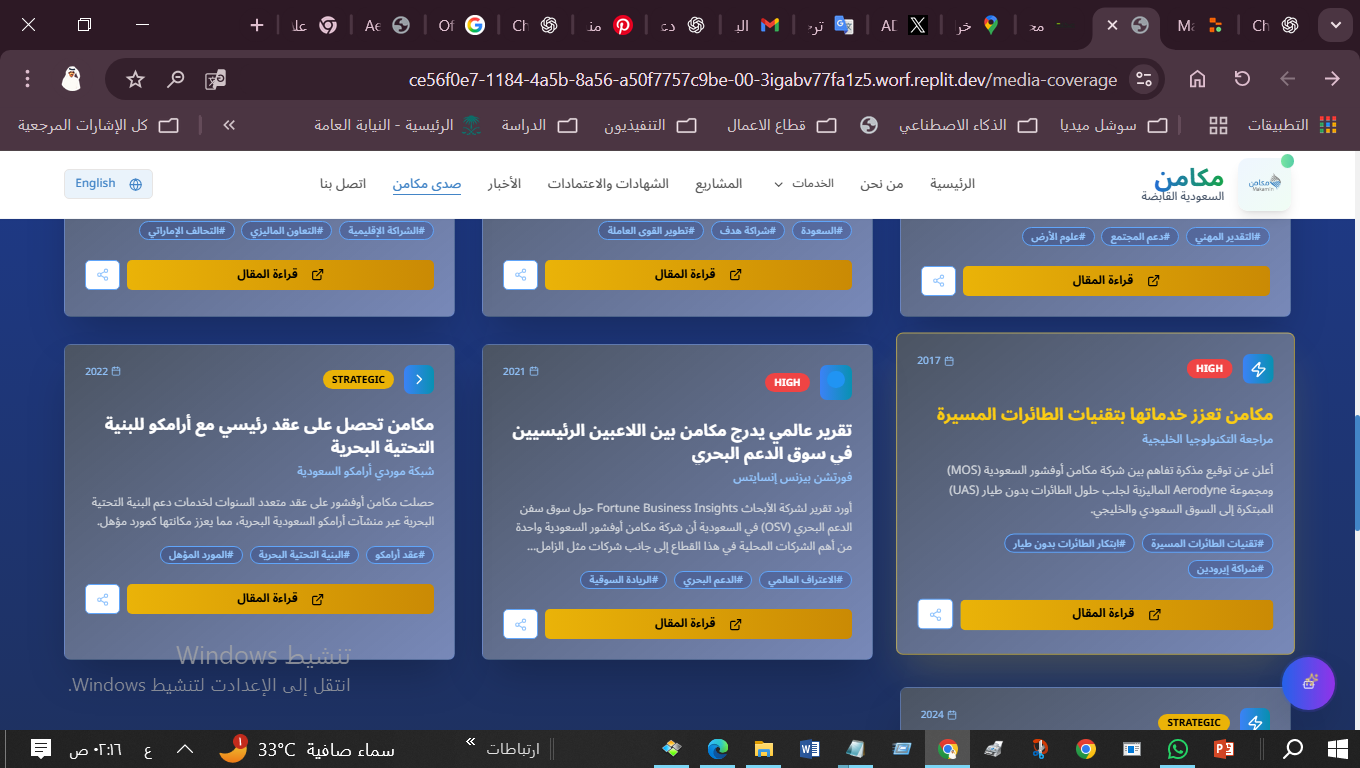 Ch
Ma
مح
خرا
AD
ترج
الب
دع
منـ
Ch
Of
Ae
علـ
ce56f0e7-1184-4a5b-8a56-a50f7757c9be-00-3igabv77fa1z5.worf.replit.dev/media-coverage
التطبيقات
سوشل ميديا
الذكاء الاصطناعي
قطاع الاعمال
التنفيذيون
الدراسة
الرئيسية - النيابة العامة
«
كل الإشارات المرجعية
مكامن
Makamin
مكامن
السعودية القابضة
الرئيسية
من نحن
الخدمات
المشاريع
الشهادات والاعتمادات
الأخبار
صدى مكامن
اتصل بنا
English
#التقدير المهني #دعم المجتمع #علوم الأرض
قراءة المقال
#السعودة #شراكة هدف #تطوير القوى العاملة
قراءة المقال
#الشراكة الإقليمية #التعاون الماليزي #التحالف الإماراتي
قراءة المقال
HIGH
2017
مكامن تعزز خدماتها بتقنيات الطائرات المسيرة
مراجعة التكنولوجيا الخليجية
أعلن عن توقيع مذكرة تفاهم بين شركة مكامن أوفشور السعودية (MOS)
ومجموعة Aerodyne الماليزية لجلب حلول الطائرات بدون طيار (UAS)
المبتكرة إلى السوق السعودي والخليجي.
#تقنيات الطائرات المسيرة #ابتكار الطائرات بدون طيار
#شراكة إيرودين
قراءة المقال
HIGH
2021
تقرير عالمي يدرج مكامن بين اللاعبين الرئيسيين
في سوق الدعم البحري
فورتشن بيزنس إنسايتس
أورد تقرير لشركة الأبحاث Fortune Business Insights حول سوق سفن
الدعم البحري (OSV) في السعودية أن شركة مكامن أوفشور السعودية واحدة
من أهم الشركات المحلية في هذا القطاع إلى جانب شركات مثل الزامل...
#الاعتراف العالمي #الدعم البحري #الريادة السوقية
قراءة المقال
STRATEGIC
2022
مكامن تحصل على عقد رئيسي مع أرامكو للبنية
التحتية البحرية
شبكة موردي أرامكو السعودية
حصلت مكامن أوفشور على عقد متعدد السنوات لخدمات دعم البنية التحتية
البحرية عبر منشآت أرامكو السعودية البحرية، مما يعزز مكانتها كمورد مؤهل.
#عقد أرامكو #البنية التحتية البحرية #المورد المؤهل
قراءة المقال
STRATEGIC
2024
تنشيط Windows
انتقل إلى الإعدادت لتنشيط Windows.
ارتباطات
«
سماء صافية 33°C
1
ع
٠٢:١٦ ص